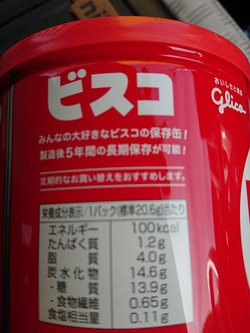 おいしさと健康
glico
ビスコ
みんなの大好きなビスコの保存缶!
製造後5年間の長期保存が可能!
定期的なお買い替えをおすすめします。
栄養成分表示/1パック(標準20.6g)当たり
エネルギー 100kcal
たんぱく質 1.2g
脂質 4.0g
炭水化物 14.6g
・糖質 13.9g
・食物繊維 0.65g
食塩相当量 0.11g